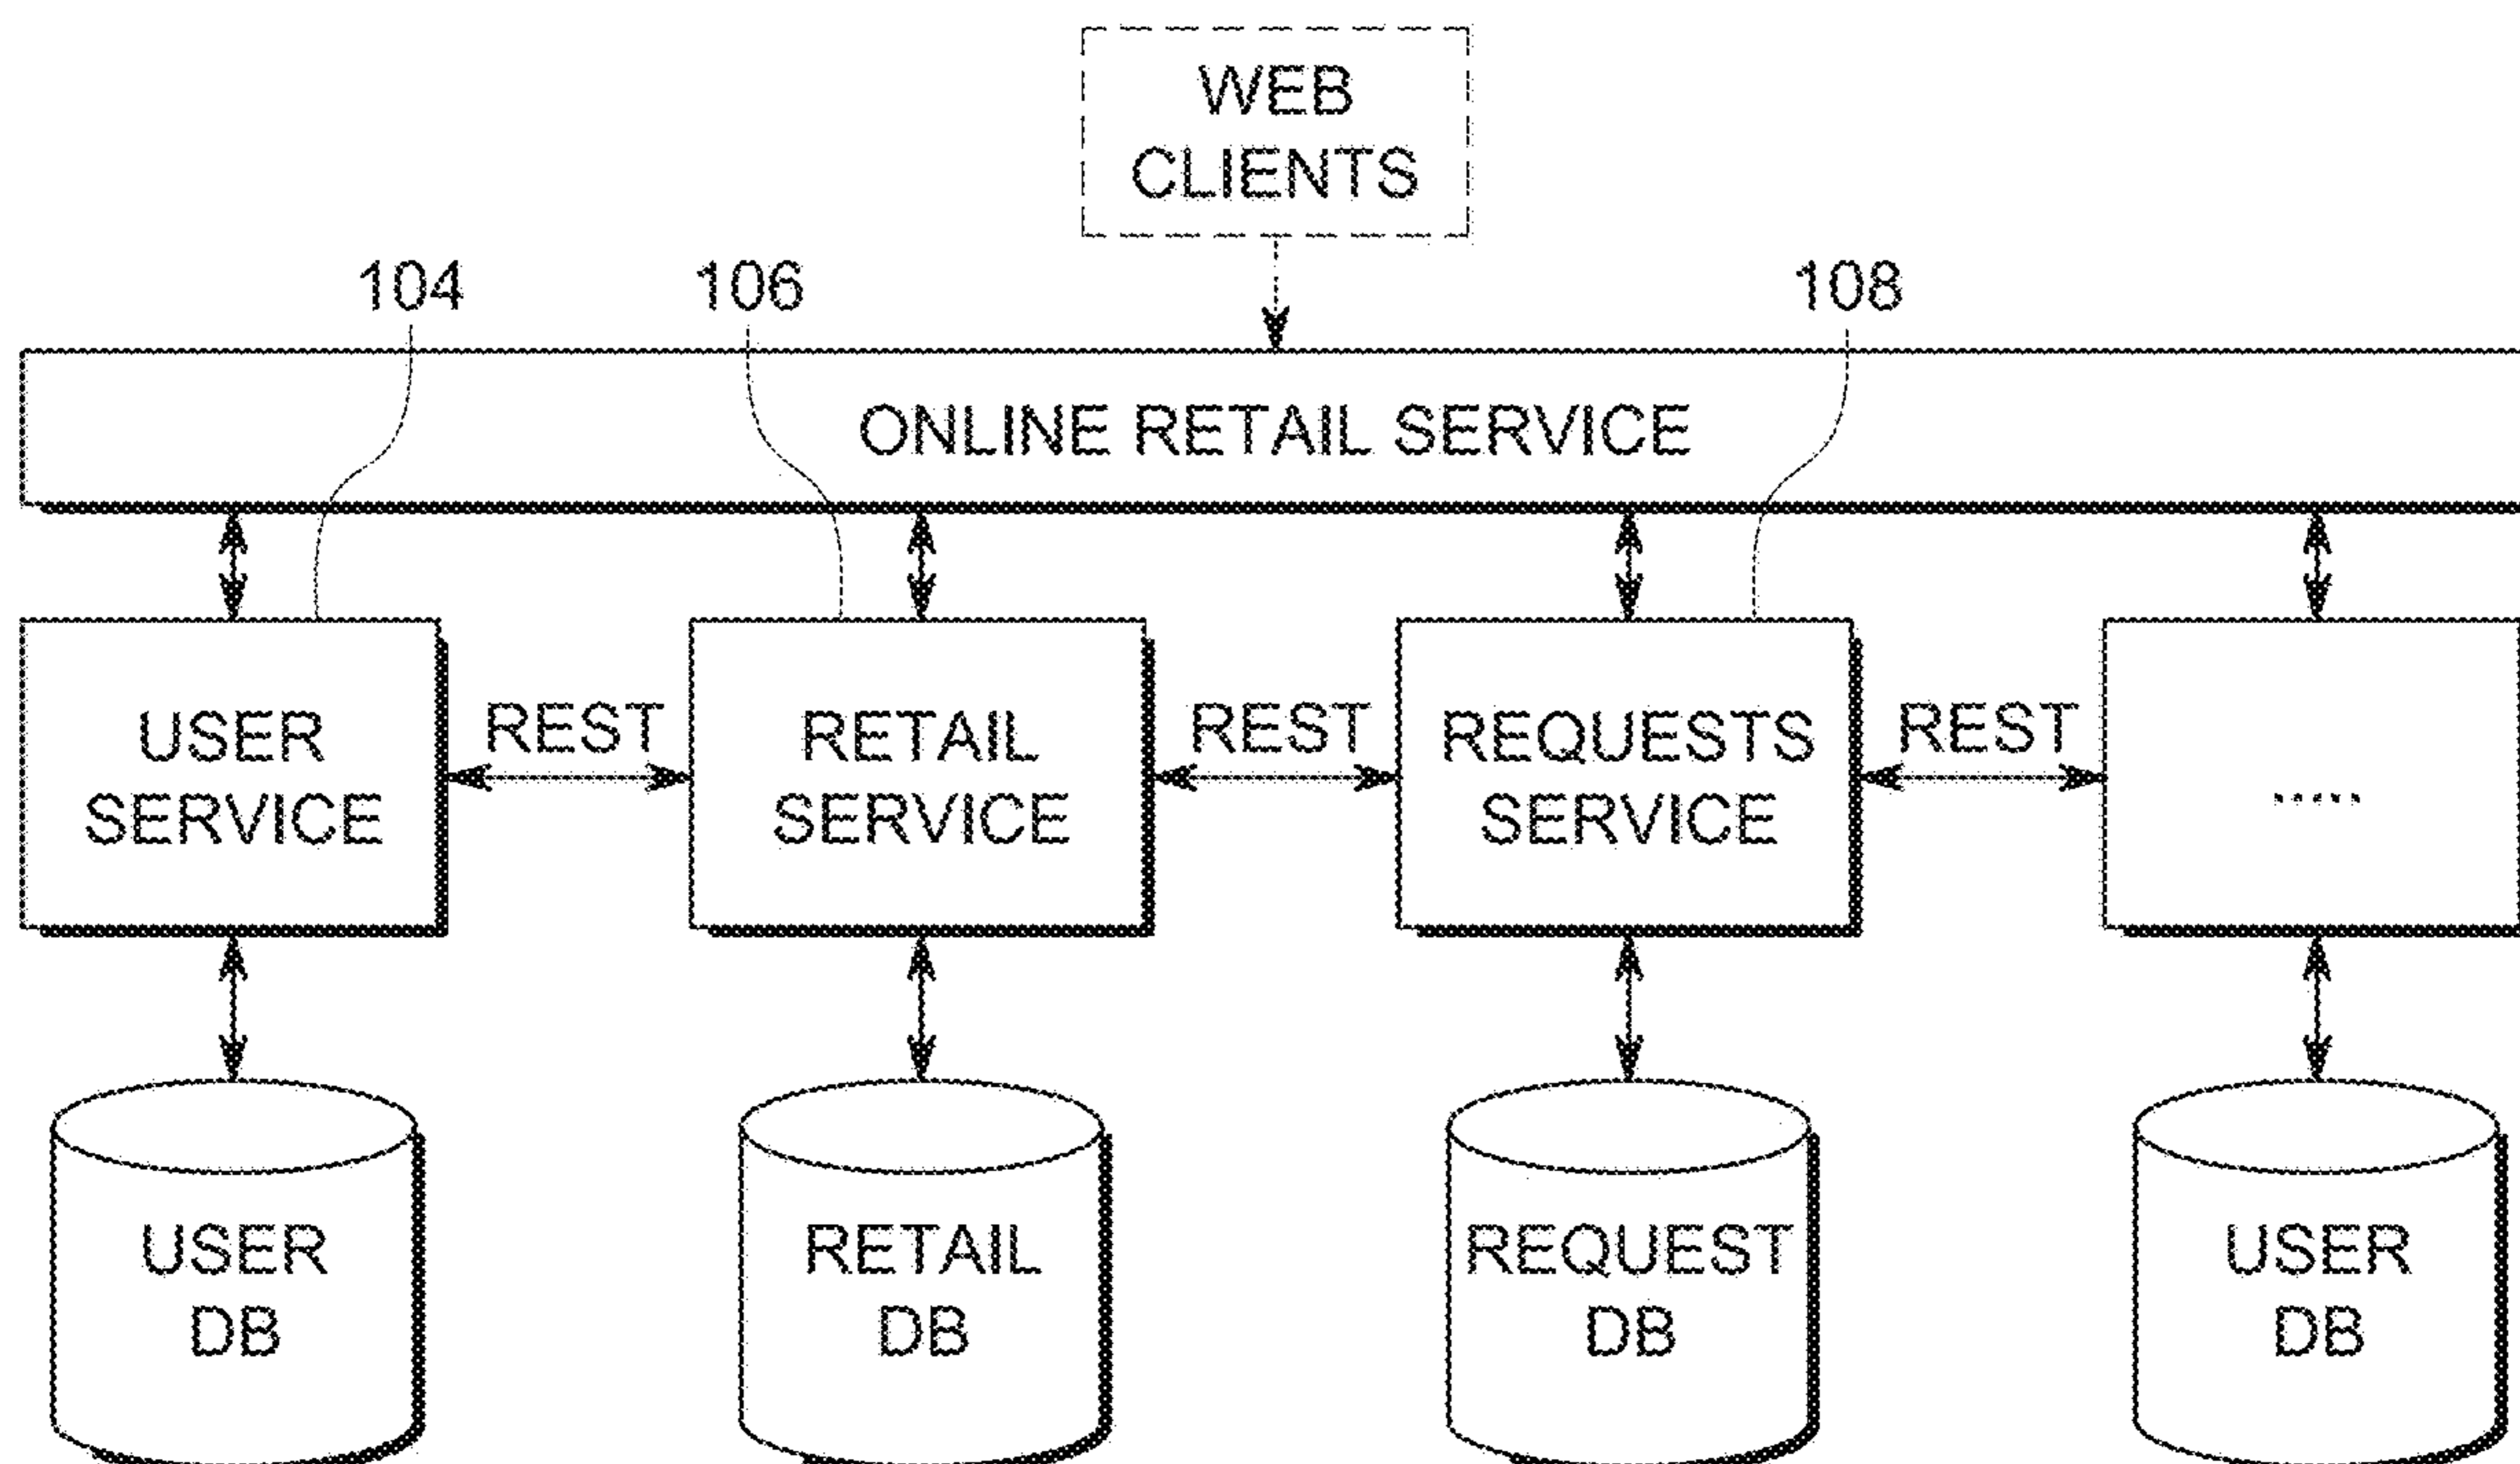 WEB
CLIENTS
104
106
108
ONLINE RETAIL SERVICE
USER
SERVICE
REST
RETAIL
SERVICE
REST
REQUESTS
SERVICE
REST
.....
USER
DB
RETAIL
DB
REQUEST
DB
USER
DB